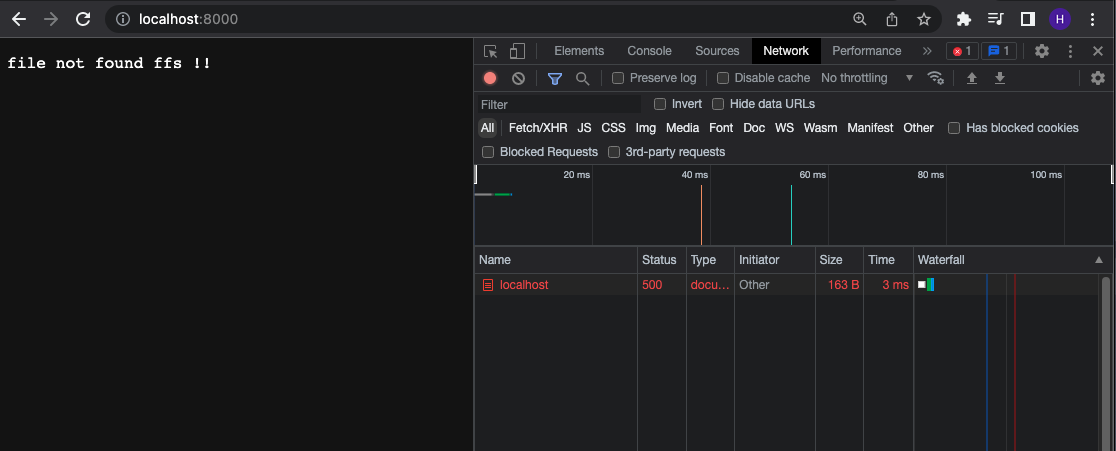 localhost:8000
H
file not found ffs !!
Elements Console Sources Network Performance » 1 1
Preserve log Disable cache No throttling
Filter Invert Hide data URLs
All Fetch/XHR JS CSS Img Media Font Doc WS Wasm Manifest Other Has blocked cookies
Blocked Requests 3rd-party requests
20 ms 40 ms 60 ms 80 ms 100 ms
Name Status Type Initiator Size Time Waterfall
localhost 500 docu... Other 163 B 3 ms